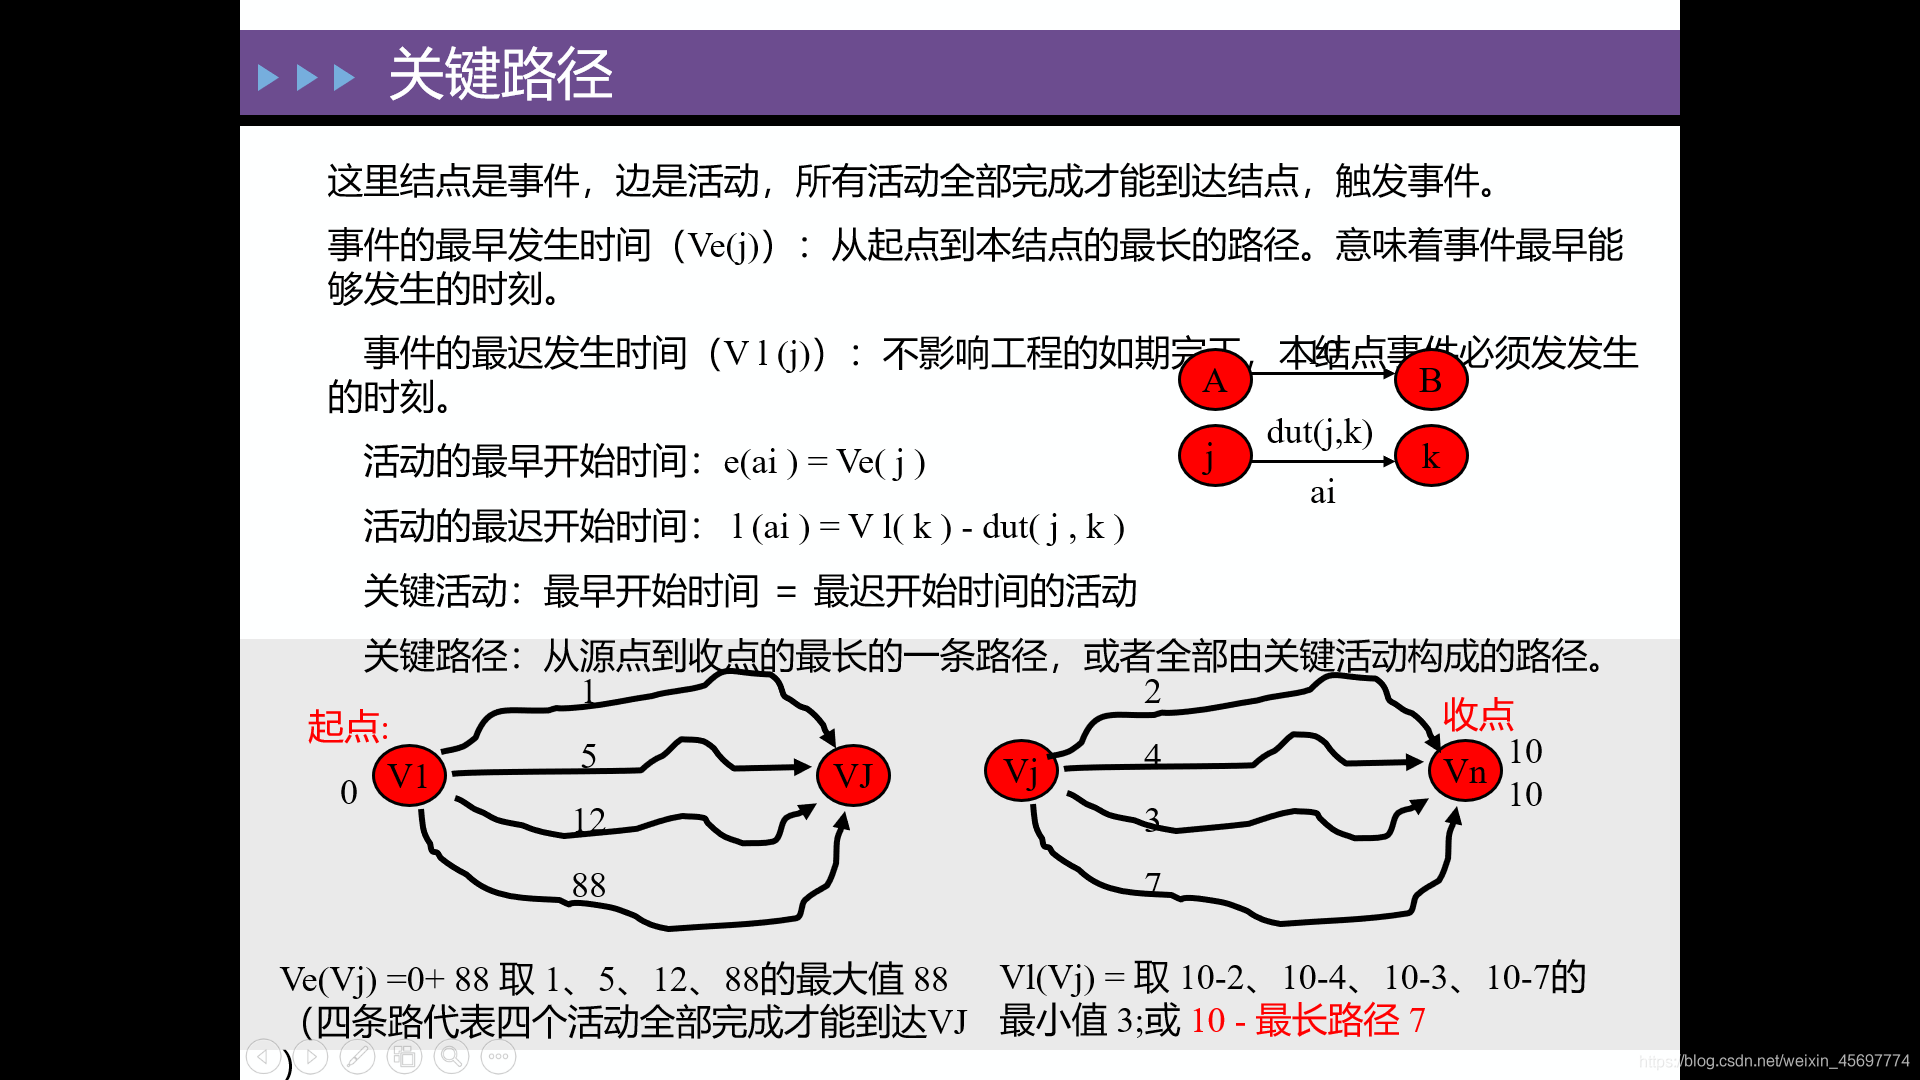 关键路径
这里结点是事件，边是活动，所有活动全部完成才能到达结点，触发事件。
事件的最早发生时间（Ve(j)）：从起点到本结点的最长的路径。意味着事件最早能
够发生的时刻。
事件的最迟发生时间（V l (j)）：不影响工程的如期完工，本结点事件必须发发生
的时刻。
10
A
B
活动的最早开始时间：e(ai ) = Ve( j )
dut(j,k)
j
k
ai
活动的最迟开始时间： l (ai ) = V l( k ) - dut( j , k )
关键活动：最早开始时间 = 最迟开始时间的活动
关键路径：从源点到收点的最长的一条路径，或者全部由关键活动构成的路径。
起点:
0
V1
1
5
12
88
VJ
Vj
2
4
3
7
收点
Vn
10
10
Ve(Vj) =0+ 88 取 1、5、12、88的最大值 88
（四条路代表四个活动全部完成才能到达VJ
）
Vl(Vj) = 取 10-2、10-4、10-3、10-7的
最小值 3;或 10 - 最长路径 7
https://blog.csdn.net/weixin_45697774